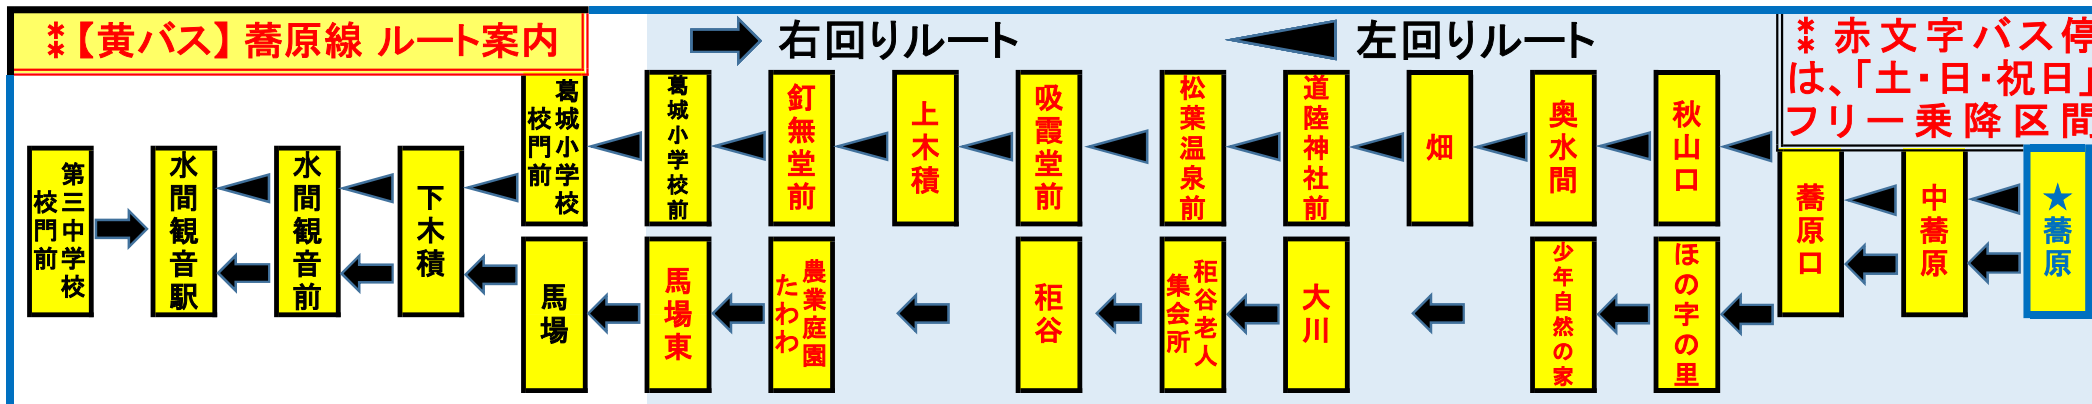 ⁑【黄バス】蕎原線 ルート案内
右回りルート
左回りルート
⁑ 赤文字バス停
は、「土・日・祝日」
フリー乗降区間
第三中学校
校門前
水間観音駅
水間観音前
下木積
葛城小学校
校門前
葛城小学校前
釘無堂前
上木積
吸霞堂前
松葉温泉前
道陸神社前
畑
奥水間
秋山口
蕎原口
中蕎原
★蕎原
馬場
馬場東
農業庭園
たわわ
秬谷
秬谷老人
集会所
大川
少年自然の家
ほの字の里